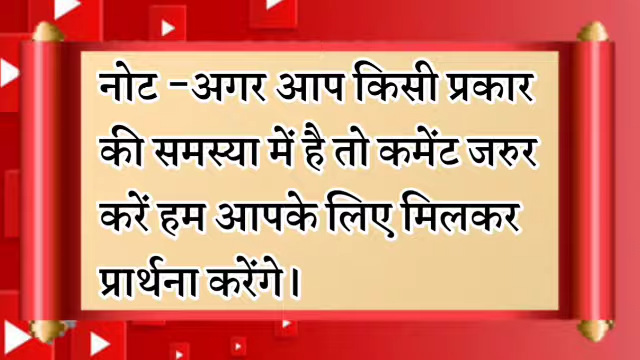 नोट -अगर आप किसी प्रकार
की समस्या में है तो कमेंट जरुर
करें हम आपके लिए मिलकर
प्रार्थना करेंगे।